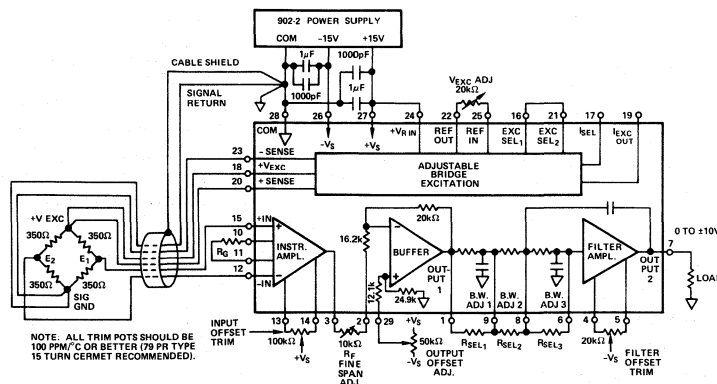 902-2 POWER SUPPLY
COM -15V +15V
CABLE SHIELD
1μF
1000pF
1000pF
1μF
SIGNAL
RETURN
VEXC ADJ
20kΩ
28 26 27 24 22 25 16 21 17 19
COM
-VS
+VS
+VR IN
REF OUT
REF IN
EXC SEL1
EXC SEL2
ISEL
IEXC OUT
23 - SENSE
18 +VEXC
20 + SENSE
ADJUSTABLE
BRIDGE
EXCITATION
+V EXC
350Ω
350Ω
E2
E1
350Ω
350Ω
SIG
GND
15 +IN
10
RG
11
12 -IN
INSTR.
AMPL.
20kΩ
16.2k
BUFFER
12.1k
24.9k
OUT-
PUT
1
B.W.
ADJ 1
B.W.
ADJ 2
B.W.
ADJ 3
FILTER
AMPL.
OUT
PUT 2
0 TO ±10V
7
LOAD
13 14 3 2 29 1 9 8 6 4 5
INPUT
OFFSET
TRIM
100kΩ
+VS
10kΩ
RF
FINE
SPAN
ADJ.
+VS
50kΩ
-VS
OUTPUT
OFFSET
ADJ.
RSEL1
RSEL2
RSEL3
20kΩ
+VS
FILTER
OFFSET
TRIM
NOTE: ALL TRIM POTS SHOULD BE
100 PPM/°C OR BETTER (79 PR TYPE
15 TURN CERMET RECOMMENDED).